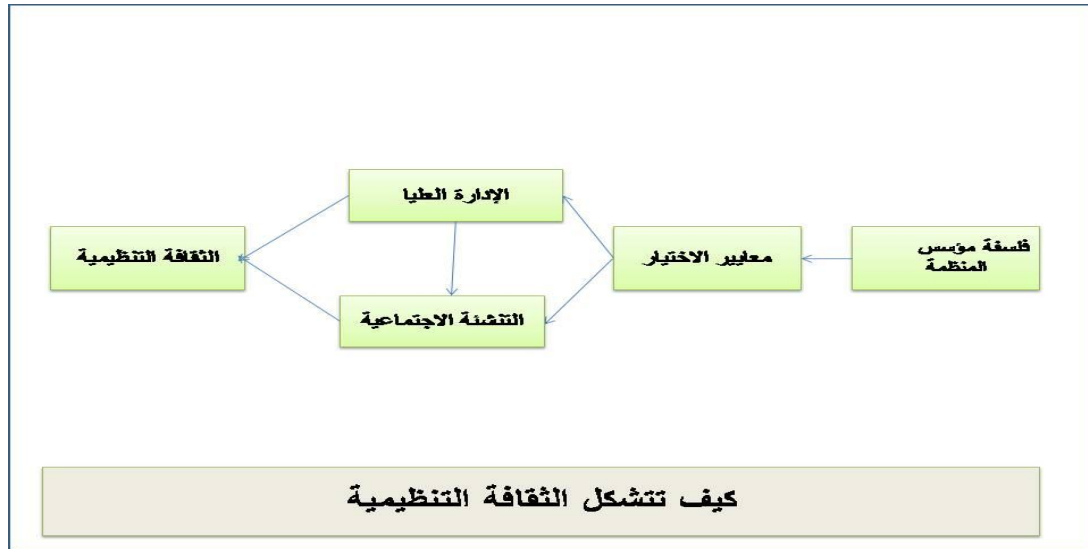 الإدارة العليا
فلسفة مؤسس
المنظمة
معايير الاختيار
الثقافة التنظيمية
التنشئة الاجتماعية
كيف تتشكل الثقافة التنظيمية